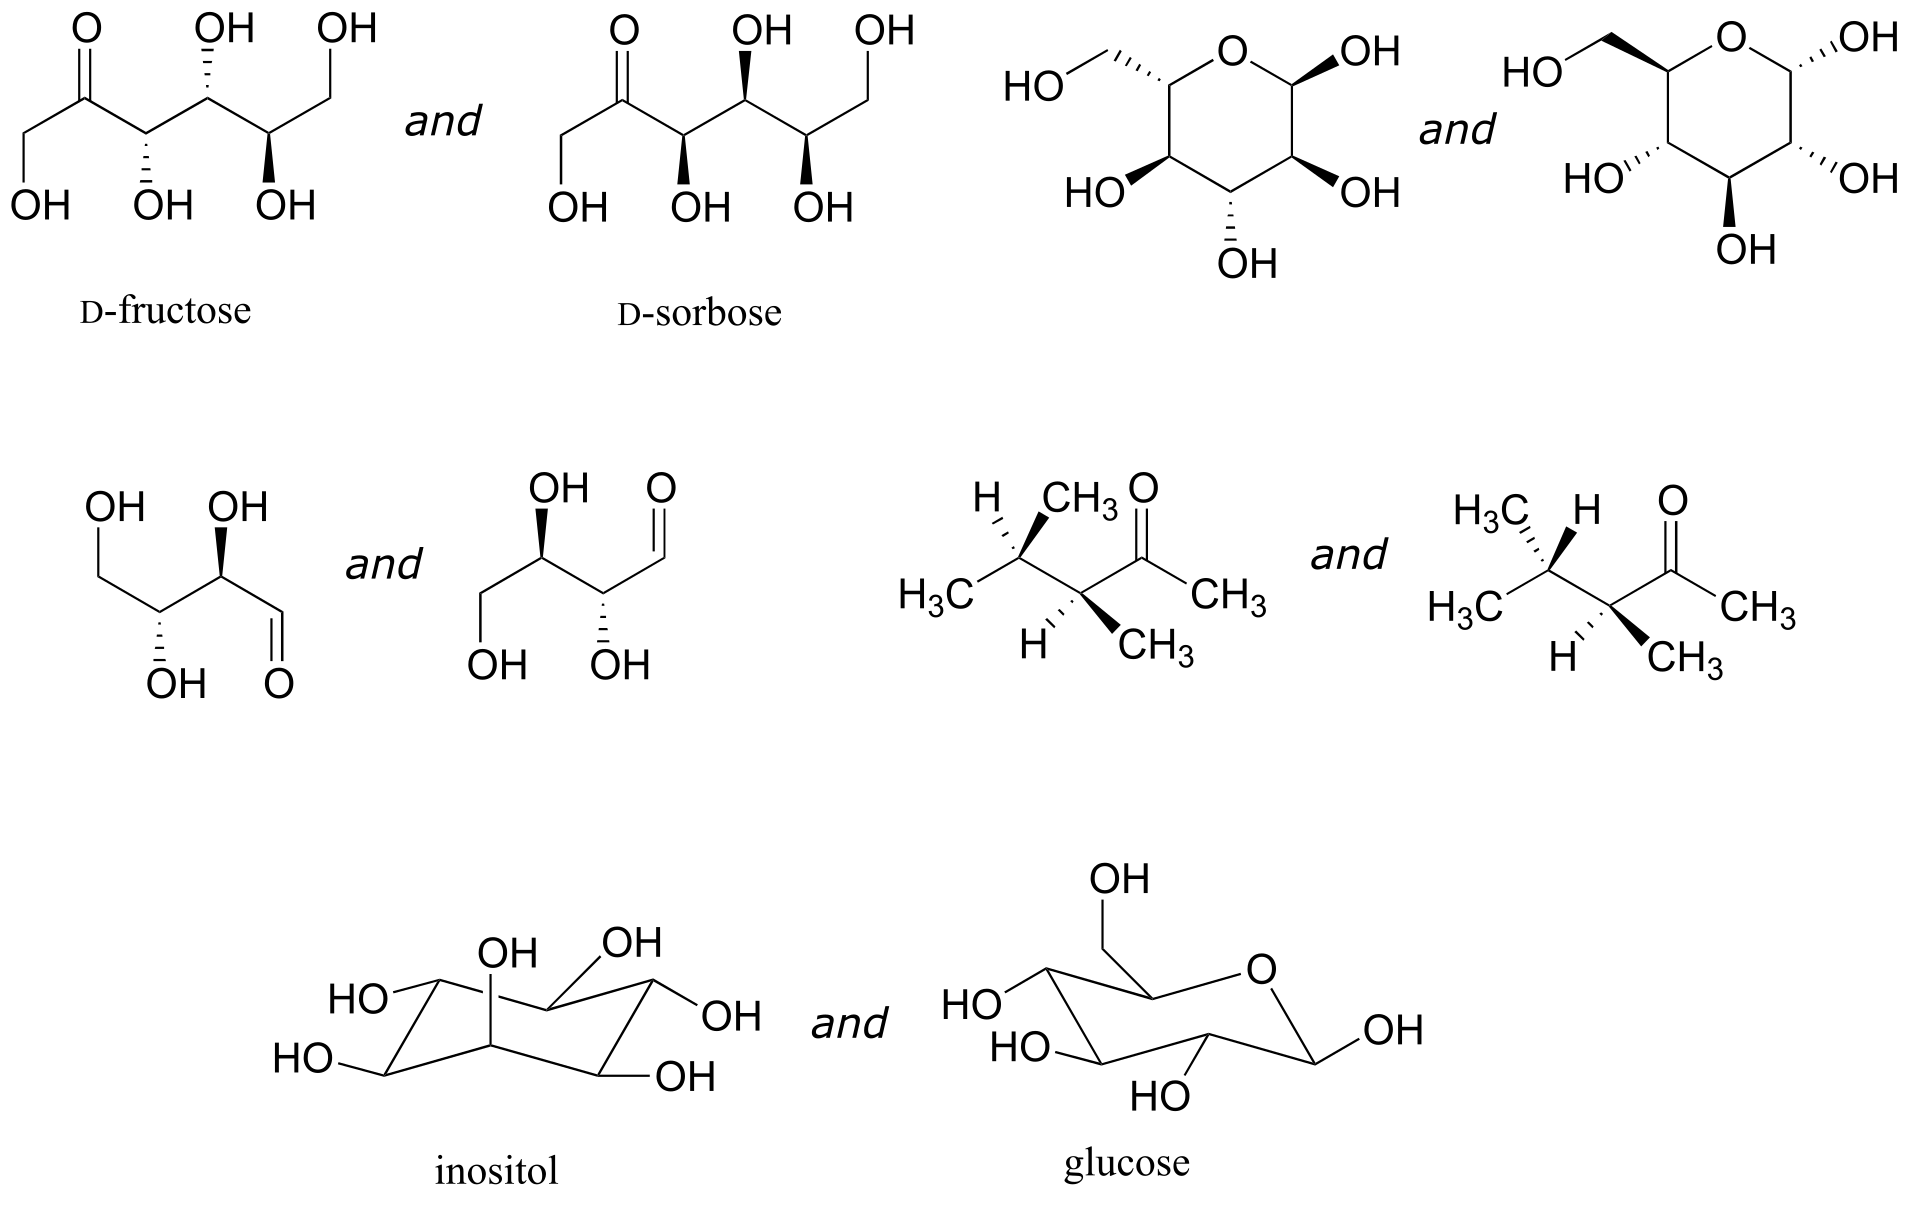 O OH OH and O OH OH
OH OH OH OH OH OH
D-fructose D-sorbose
HO O OH and HO O OH
HO OH HO OH
OH OH
OH OH and OH O
OH O OH OH
H CH3 O and H3C H O
H3C CH3 H3C CH3
H CH3 H CH3
OH OH
HO OH
HO OH
and
OH
O
HO OH
HO
HO
inositol glucose